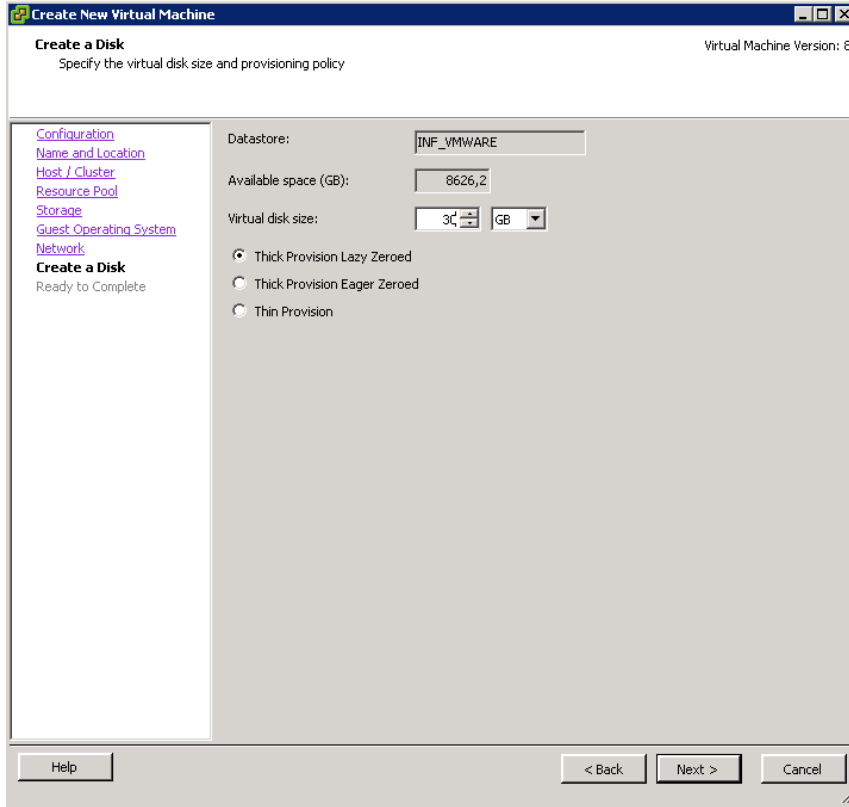 Create New Virtual Machine
Create a Disk
Specify the virtual disk size and provisioning policy
Virtual Machine Version: 8
Configuration
Name and Location
Host / Cluster
Resource Pool
Storage
Guest Operating System
Network
Create a Disk
Ready to Complete
Datastore: INF_VMWARE
Available space (GB): 8626,2
Virtual disk size: 30 GB
Thick Provision Lazy Zeroed
Thick Provision Eager Zeroed
Thin Provision
Help
< Back
Next >
Cancel